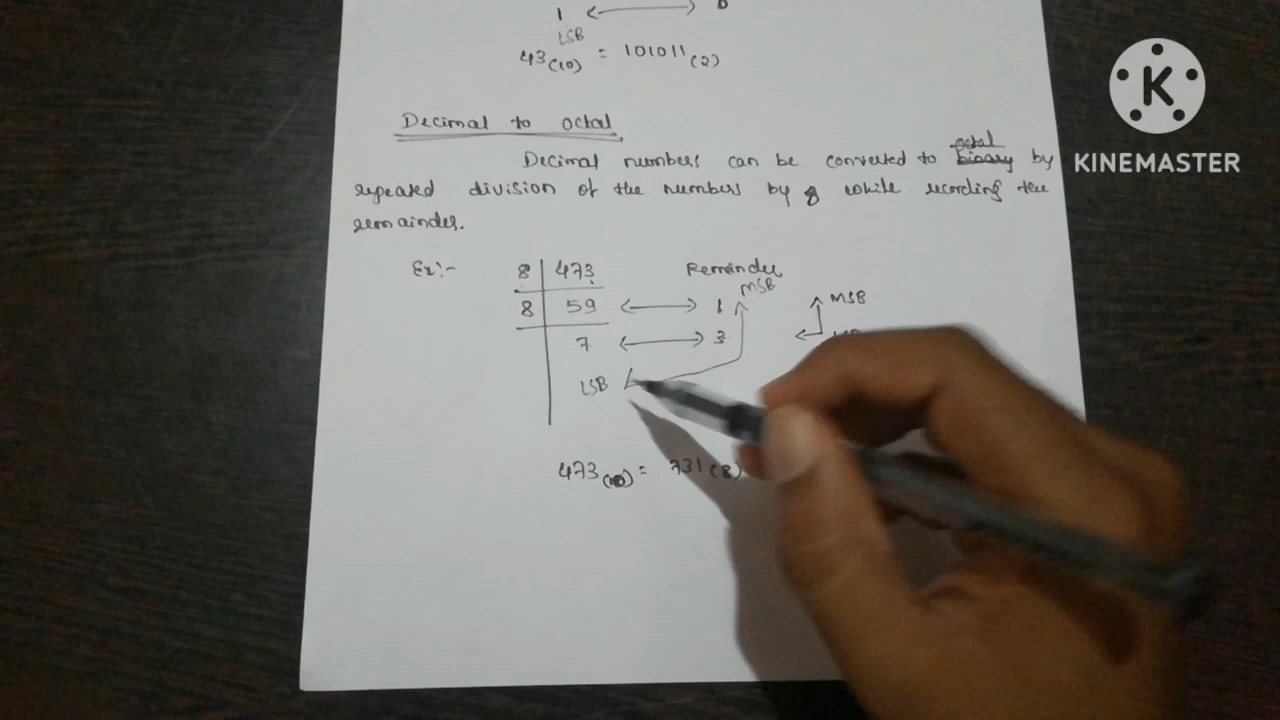 1 ⟷ 0
LSB
43(10) = 101011(2)
Decimal to octal
octal
Decimal numbers can be converted to binary by
repeated division of the numbers by 8 while recording the
remainder.
Ex:- 8 473 Reminder
MSB
8 59 ⟷ 1 MSB
7 ⟷ 3
LSB
473(10) = 731(8)
K
KINEMASTER